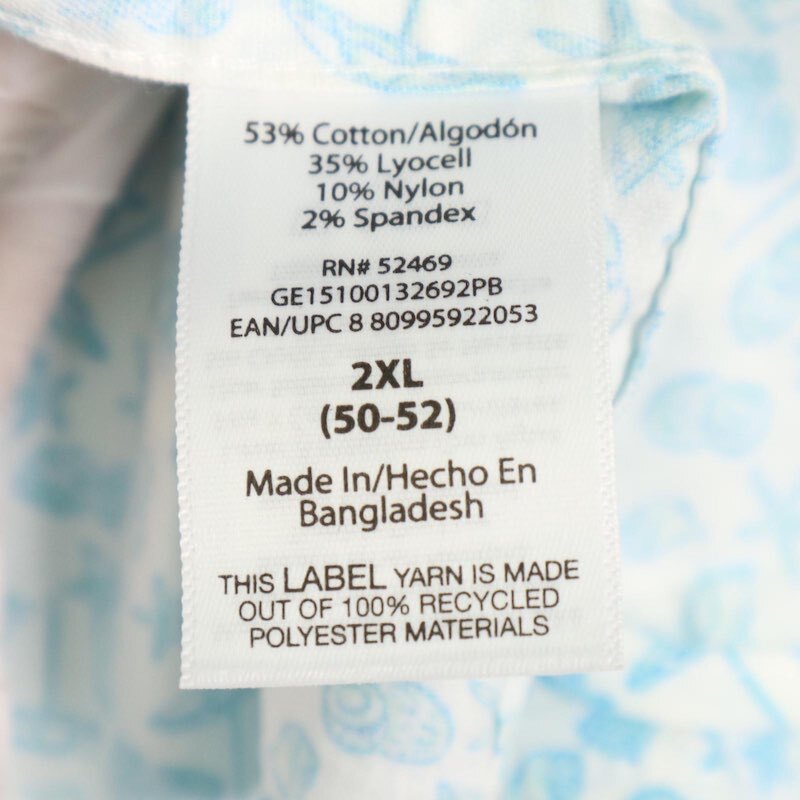 53% Cotton/Algodón
35% Lyocell
10% Nylon
2% Spandex
RN# 52469
GE15100132692PB
EAN/UPC 8 80995922053
2XL
(50-52)
Made In/Hecho En
Bangladesh
THIS LABEL YARN IS MADE
OUT OF 100% RECYCLED
POLYESTER MATERIALS